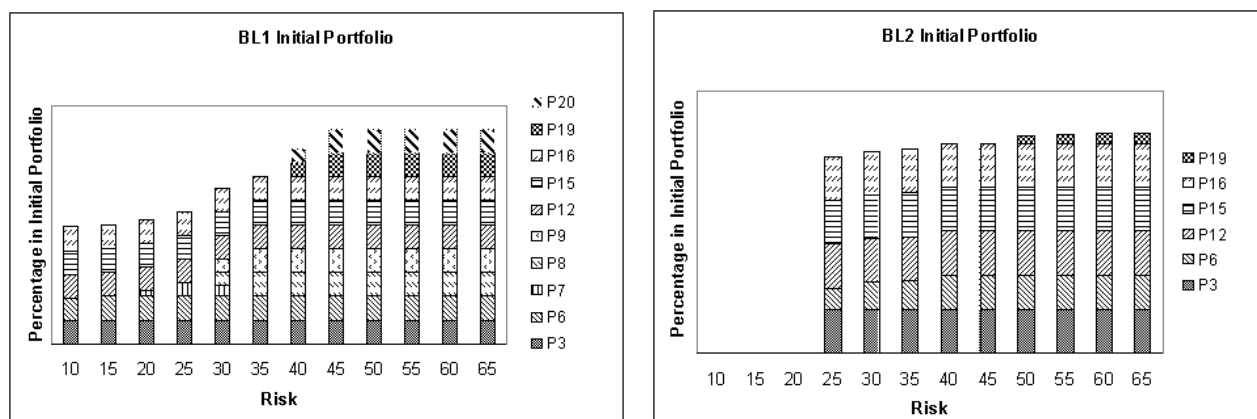 BL1 Initial Portfolio
Percentage in Initial Portfolio
P20
P19
P16
P15
P12
P9
P8
P7
P6
P3
10 15 20 25 30 35 40 45 50 55 60 65
Risk
BL2 Initial Portfolio
Percentage in Initial Portfolio
P19
P16
P15
P12
P6
P3
10 15 20 25 30 35 40 45 50 55 60 65
Risk